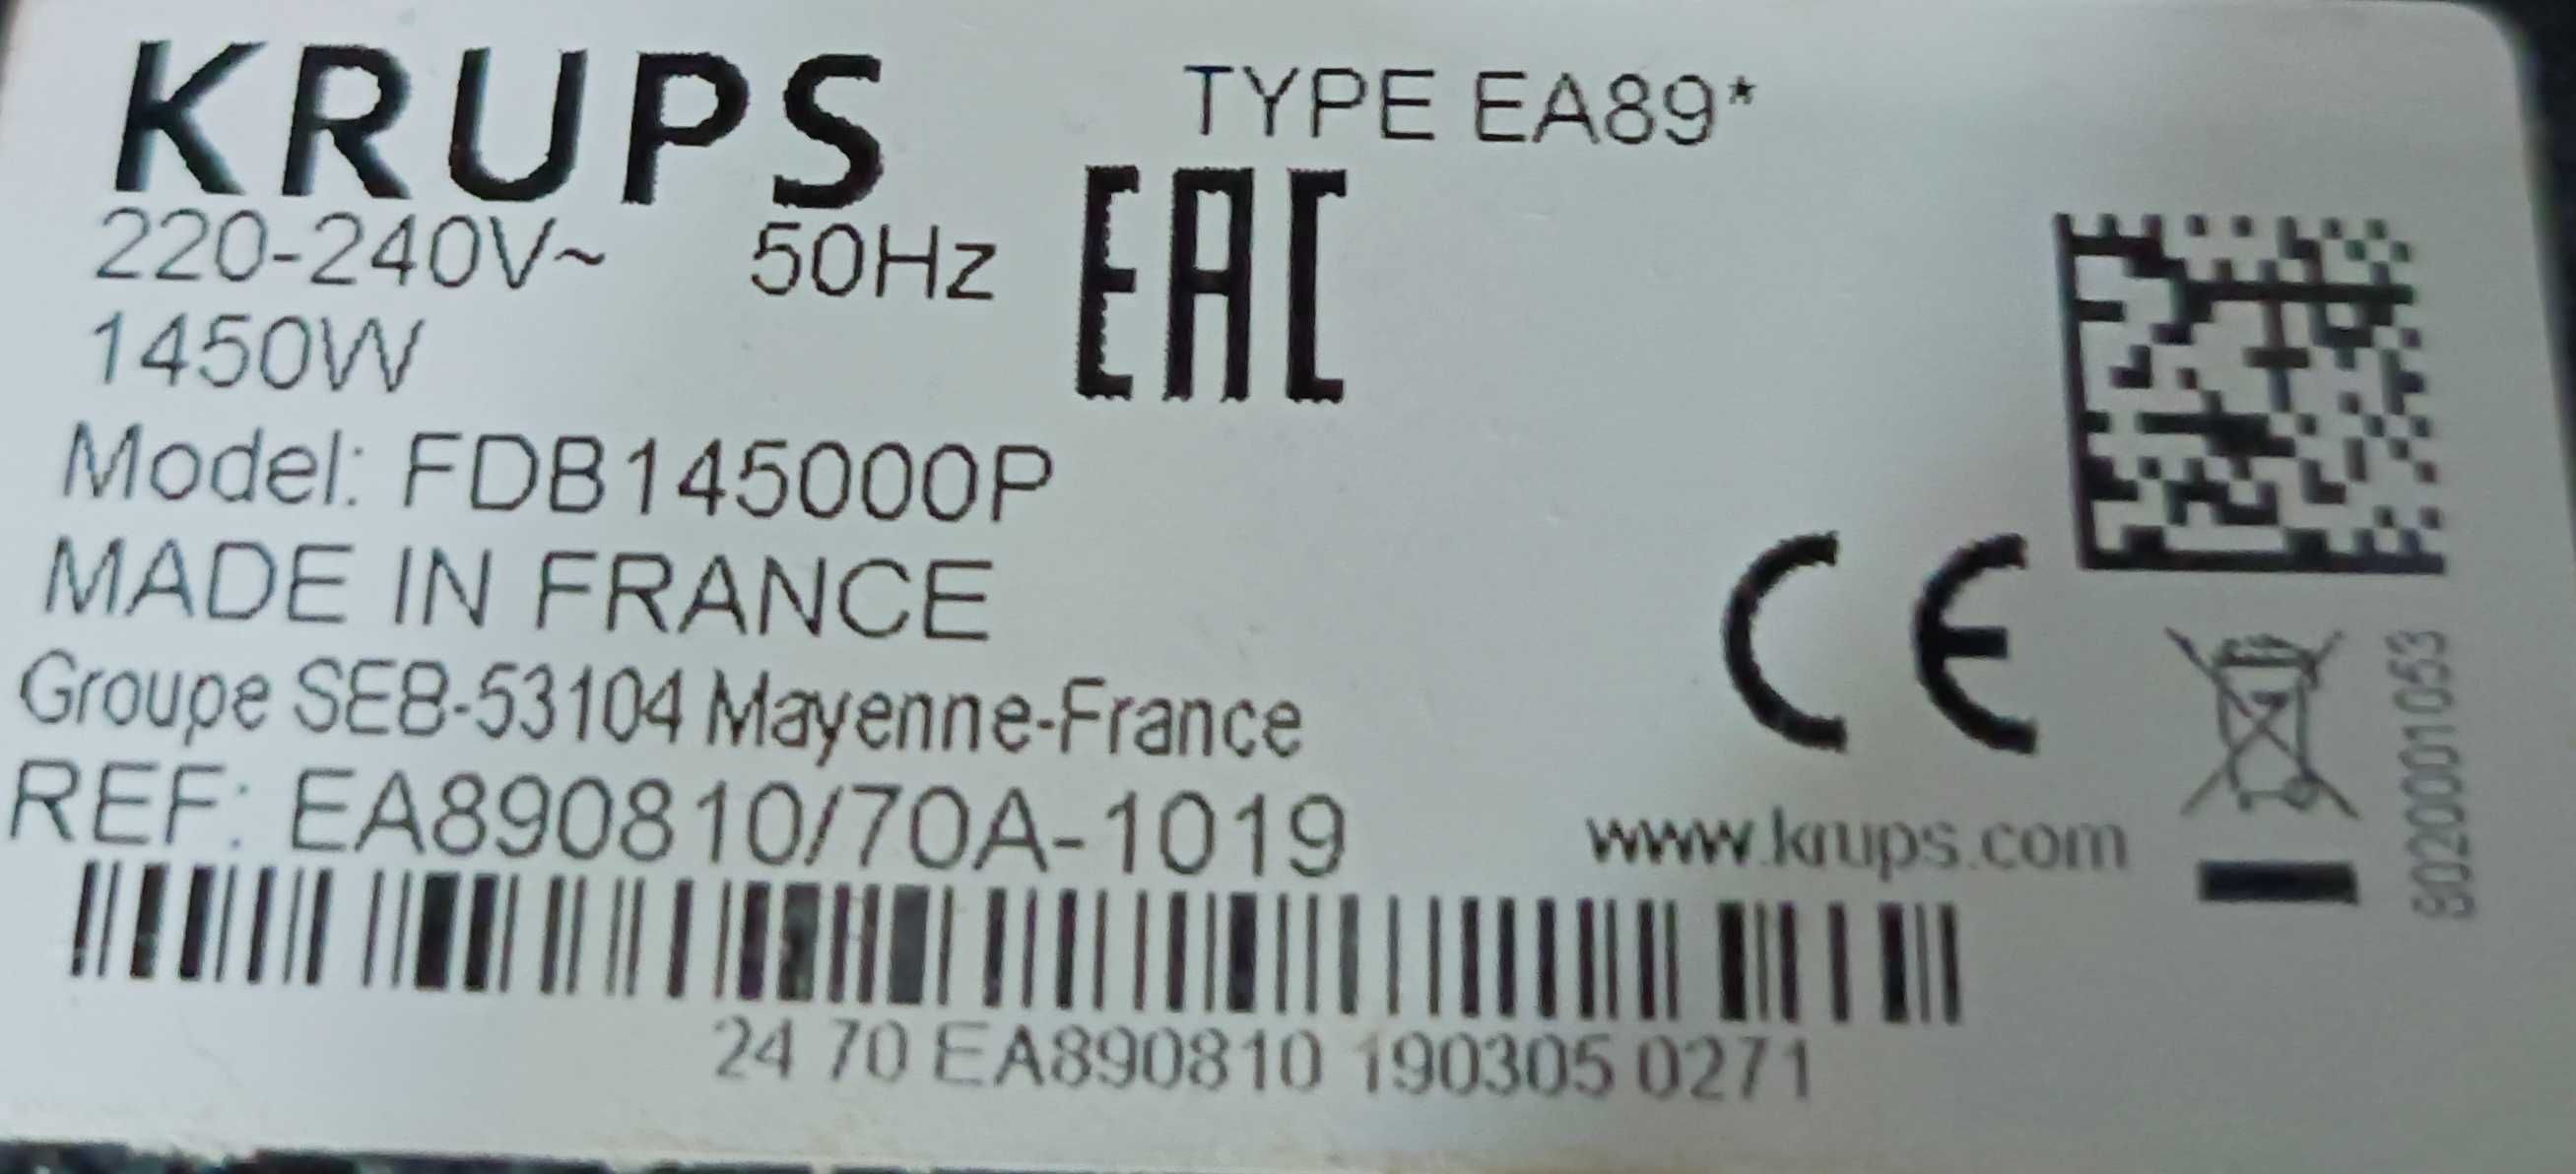 KRUPS
TYPE EA89*
220-240V~ 50Hz
EAC
1450W
Model: FDB145000P
MADE IN FRANCE
CE
Groupe SEB-53104 Mayenne-France
REF: EA890810/70A-1019
www.krups.com
24 70 EA890810 190305 0271